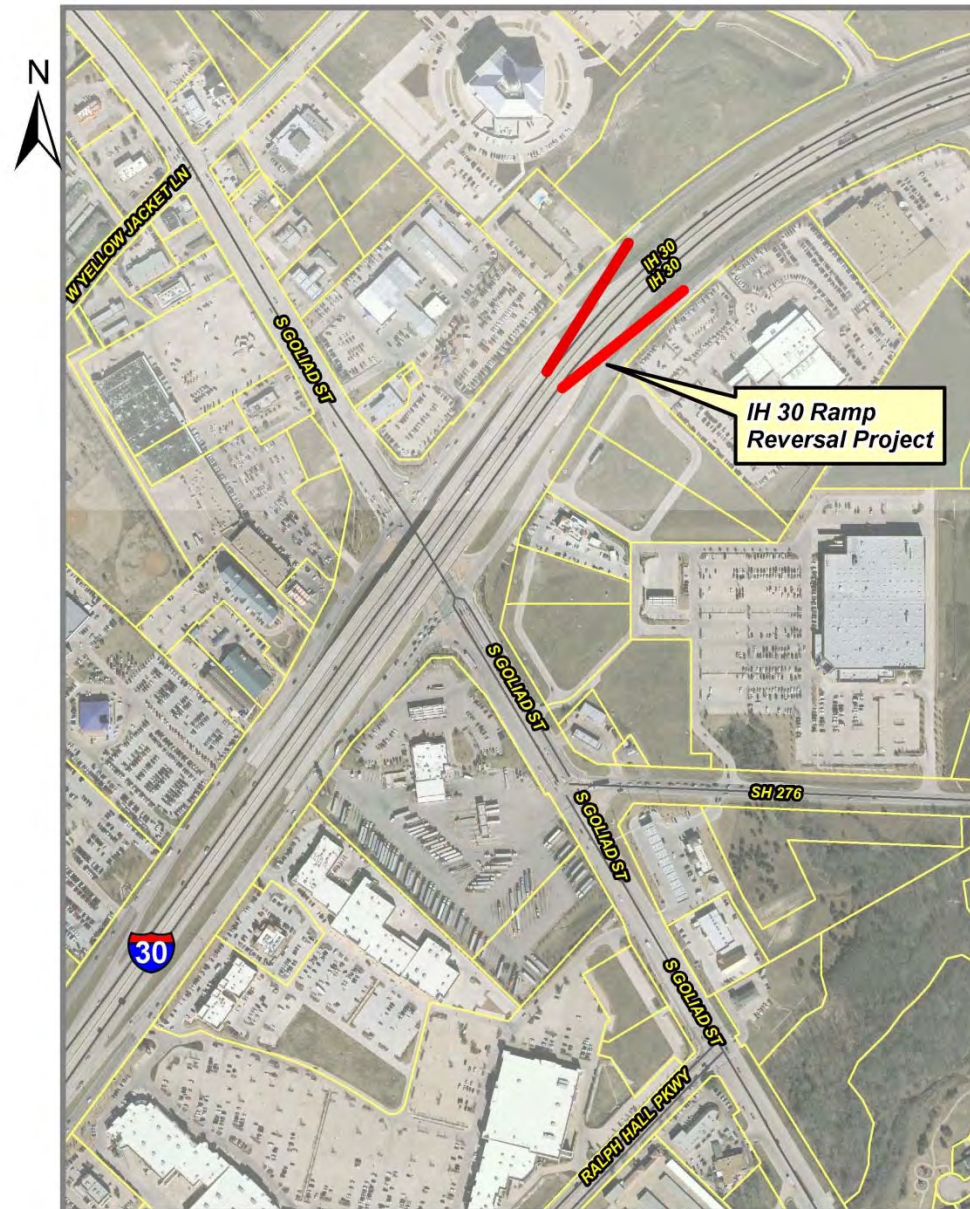 N
W YELLOW JACKET LN
IH 30
IH 30
S GOLIAD ST
IH 30 Ramp
Reversal Project
S GOLIAD ST
SH 276
S GOLIAD ST
30
S GOLIAD ST
RALPH HALL PKWY